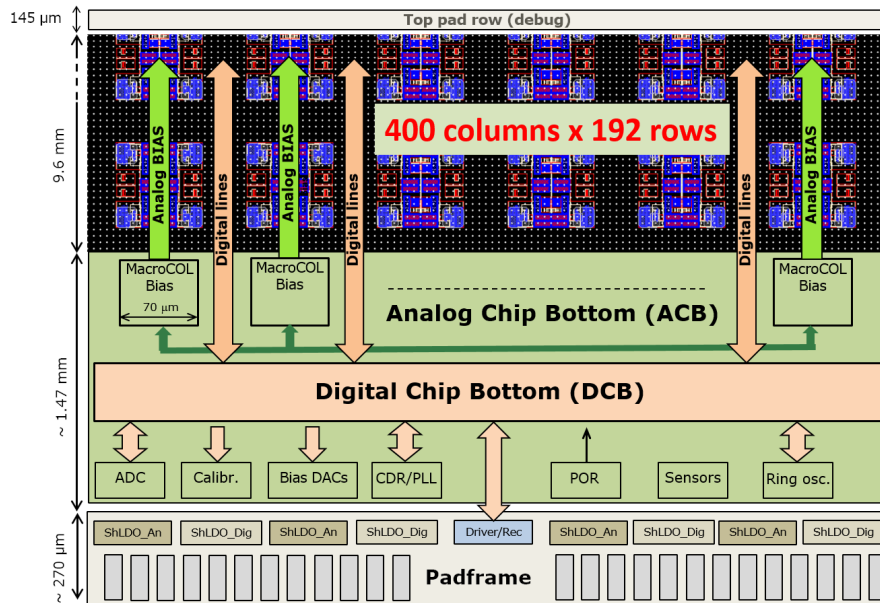 145 µm
Top pad row (debug)
9.6 mm
Analog BIAS
Digital lines
Analog BIAS
Digital lines
Digital lines
Analog BIAS
400 columns x 192 rows
MacroCOL
Bias
70 µm
MacroCOL
Bias
MacroCOL
Bias
Analog Chip Bottom (ACB)
~ 1.47 mm
Digital Chip Bottom (DCB)
ADC
Calibr.
Bias DACs
CDR/PLL
POR
Sensors
Ring osc.
~ 270 µm
ShLDO_An
ShLDO_Dig
ShLDO_An
ShLDO_Dig
Driver/Rec
ShLDO_An
ShLDO_Dig
ShLDO_An
ShLDO_Dig
Padframe